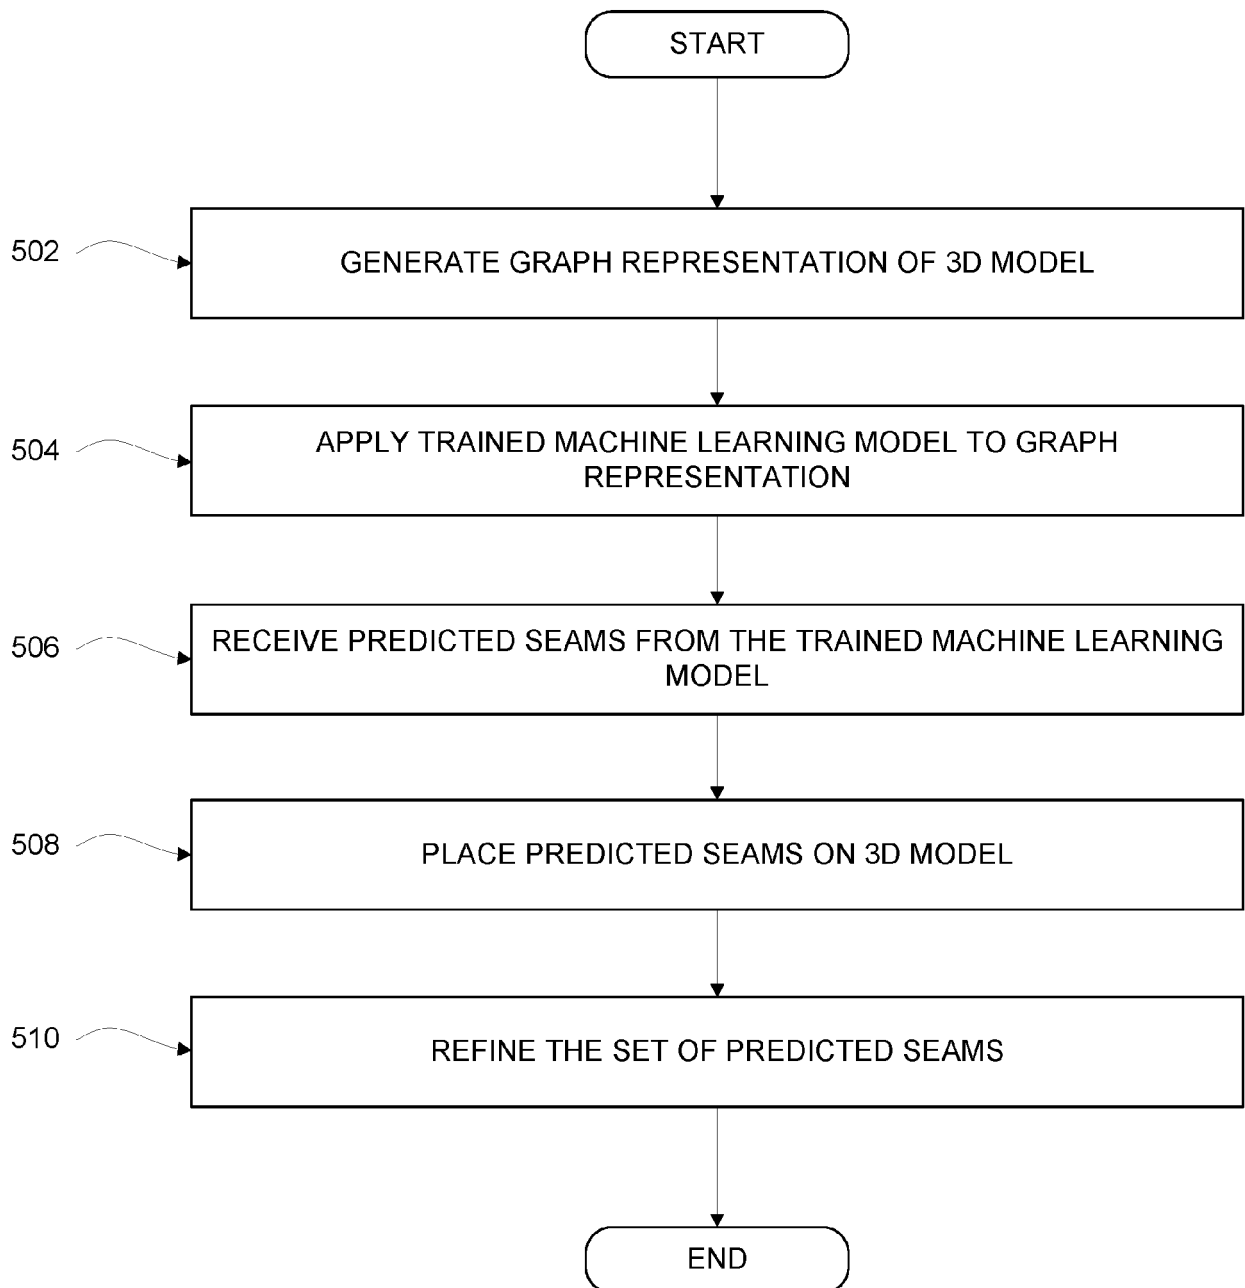 START
502
GENERATE GRAPH REPRESENTATION OF 3D MODEL
504
APPLY TRAINED MACHINE LEARNING MODEL TO GRAPH
REPRESENTATION
506
RECEIVE PREDICTED SEAMS FROM THE TRAINED MACHINE LEARNING
MODEL
508
PLACE PREDICTED SEAMS ON 3D MODEL
510
REFINE THE SET OF PREDICTED SEAMS
END